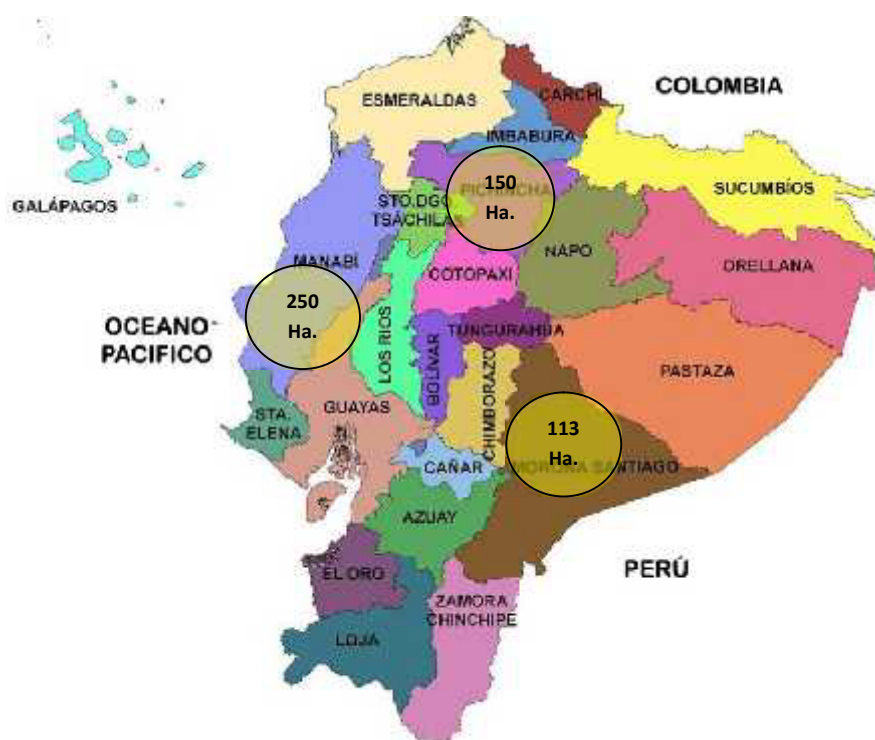 COLOMBIA
ESMERALDAS
CARCHI
IMBABURA
PICHINCHA
150
Ha.
SUCUMBÍOS
GALÁPAGOS
STO.DGO
TSÁCHILAS
NAPO
ORELLANA
MANABÍ
COTOPAXI
250
Ha.
OCEANO-
PACIFICO
TUNGURAHUA
LOS RIOS
BOLIVAR
CHIMBORAZO
PASTAZA
GUAYAS
STA.
ELENA
113
Ha.
MORONA SANTIAGO
CAÑAR
AZUAY
PERÚ
EL ORO
ZAMORA
CHINCHIPE
LOJA